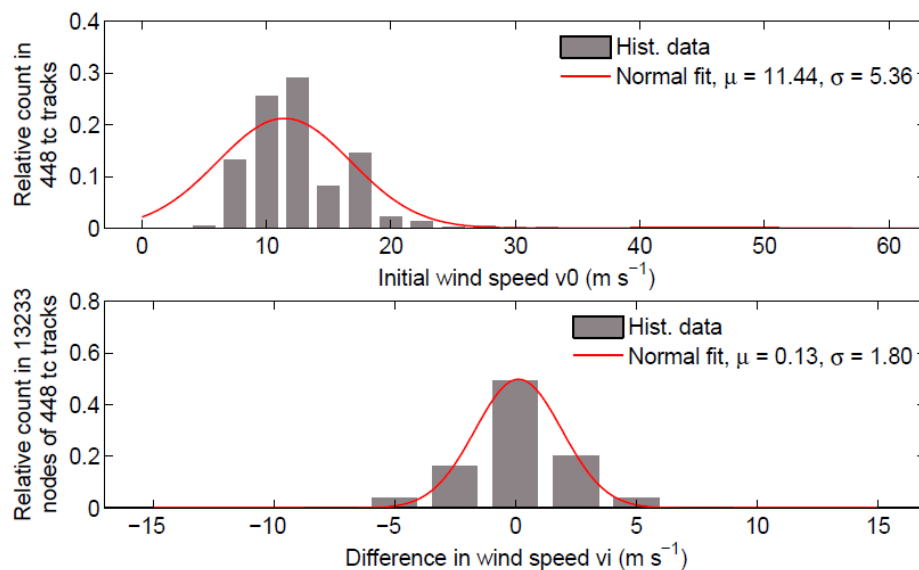 Relative count in
448 tc tracks
0.4
0.3
0.2
0.1
0
Hist. data
Normal fit, μ = 11.44, σ = 5.36
0 10 20 30 40 50 60
Initial wind speed v0 (m s⁻¹)
Relative count in 13233
nodes of 448 tc tracks
0.8
0.6
0.4
0.2
0
Hist. data
Normal fit, μ = 0.13, σ = 1.80
−15 −10 −5 0 5 10 15
Difference in wind speed vi (m s⁻¹)